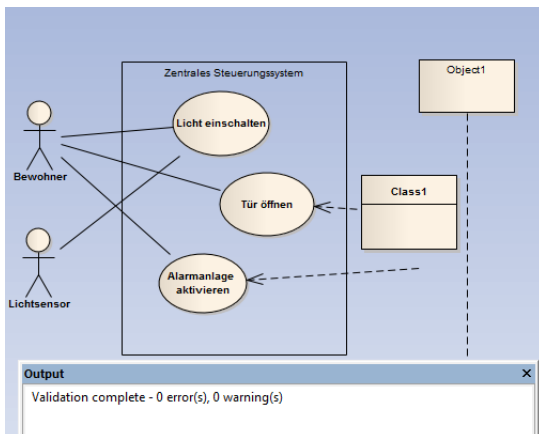 Zentrales Steuerungssystem
Object1
Licht einschalten
Bewohner
Class1
Tür öffnen
Alarmanlage
aktivieren
Lichtsensor
Output
Validation complete - 0 error(s), 0 warning(s)